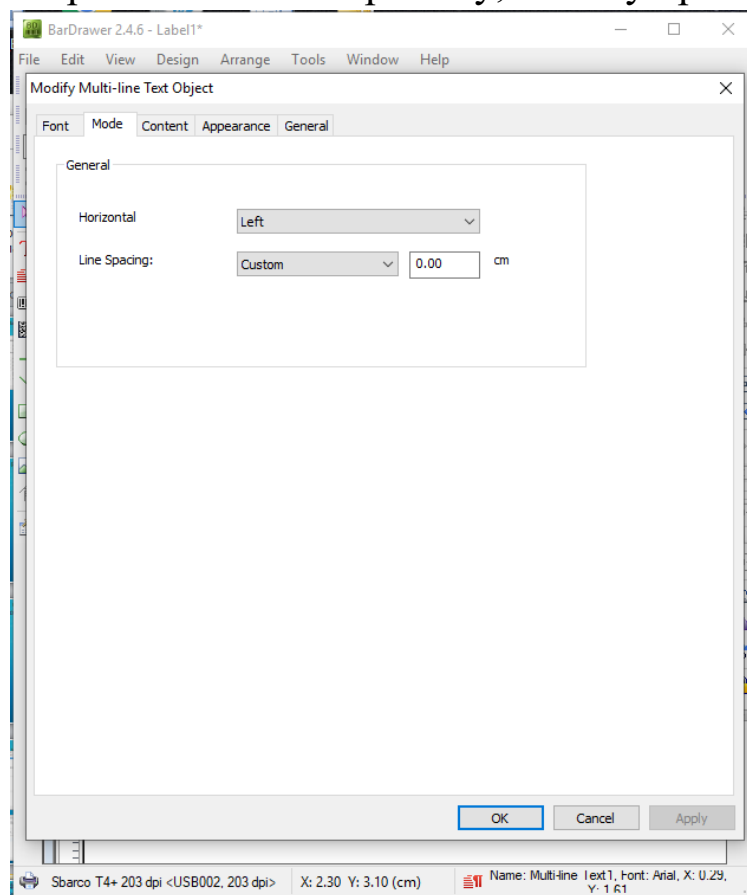 BarDrawer 2.4.6 - Label1*
File Edit View Design Arrange Tools Window Help
Modify Multi-line Text Object
Font Mode Content Appearance General
General
Horizontal Left
Line Spacing: Custom 0.00 cm
OK Cancel Apply
Sbarco T4+ 203 dpi <USB002, 203 dpi> X: 2.30 Y: 3.10 (cm) Name: Multi-line Text1, Font: Arial, X: 0.29,
Y: 1.61